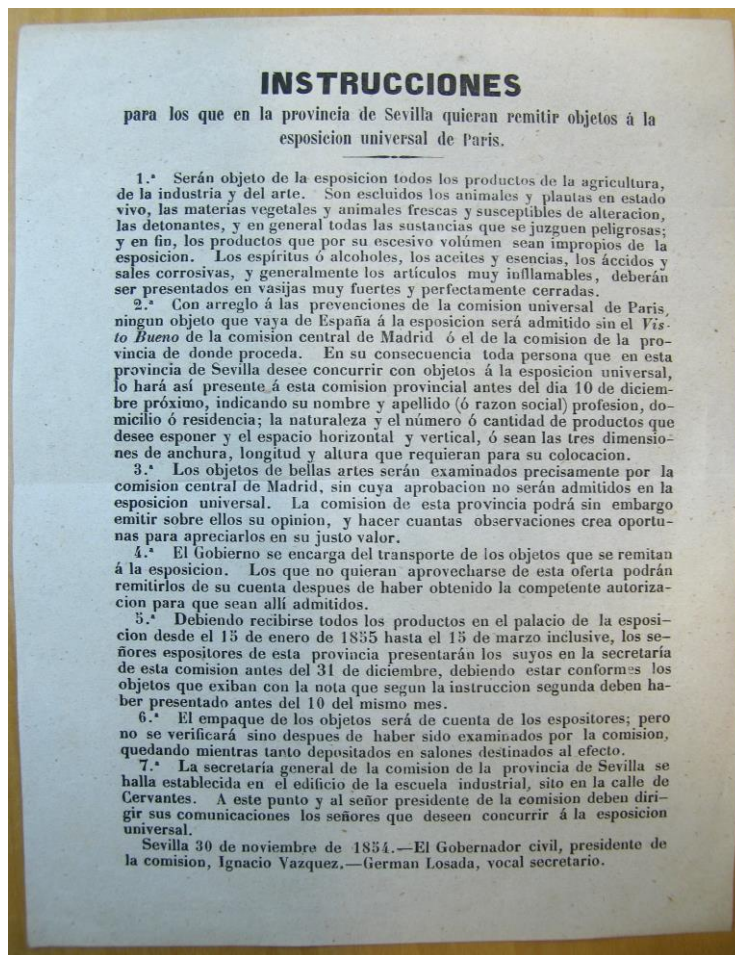 INSTRUCCIONES
para los que en la provincia de Sevilla quieran remitir objetos á la
esposicion universal de Paris.
1.ª Serán objeto de la esposicion todos los productos de la agricultura,
de la industria y del arte. Son escluidos los animales y plantas en estado
vivo, las materias vegetales y animales frescas y susceptibles de alteracion,
las detonantes, y en general todas las sustancias que se juzguen peligrosas;
y en fin, los productos que por su escesivo volúmen sean impropios de la
esposicion. Los espíritus ó alcoholes, los aceites y esencias, los áccidos y
sales corrosivas, y generalmente los artículos muy infllamables, deberán
ser presentados en vasijas muy fuertes y perfectamente cerradas.
2.ª Con arreglo á las prevenciones de la comision universal de Paris,
ningun objeto que vaya de España á la esposicion será admitido sin el Vis-
to Bueno de la comision central de Madrid ó el de la comision de la pro-
vincia de donde proceda. En su consecuencia toda persona que en esta
provincia de Sevilla desee concurrir con objetos á la esposicion universal,
lo hará así presente á esta comision provincial antes del dia 10 de diciem-
bre próximo, indicando su nombre y apellido (ó razon social) profesion, do-
micilio ó residencia; la naturaleza y el número ó cantidad de productos que
desee esponer y el espacio horizontal y vertical, ó sean las tres dimensio-
nes de anchura, longitud y altura que requieran para su colocacion.
3.ª Los objetos de bellas artes serán examinados precisamente por la
comision central de Madrid, sin cuya aprobacion no serán admitidos en la
esposicion universal. La comision de esta provincia podrá sin embargo
emitir sobre ellos su opinion, y hacer cuantas observaciones crea oportu-
nas para apreciarlos en su justo valor.
4.ª El Gobierno se encarga del transporte de los objetos que se remitan
á la esposicion. Los que no quieran aprovecharse de esta oferta podrán
remitirlos de su cuenta despues de haber obtenido la competente autoriza-
cion para que sean allí admitidos.
5.ª Debiendo recibirse todos los productos en el palacio de la esposi-
cion desde el 15 de enero de 1855 hasta el 15 de marzo inclusive, los se-
ñores espositores de esta provincia presentarán los suyos en la secretaría
de esta comision antes del 31 de diciembre, debiendo estar conformes los
objetos que exiban con la nota que segun la instruccion segunda deben ha-
ber presentado antes del 10 del mismo mes.
6.ª El empaque de los objetos será de cuenta de los espositores; pero
no se verificará sino despues de haber sido examinados por la comision,
quedando mientras tanto depositados en salones destinados al efecto.
7.ª La secretaría general de la comision de la provincia de Sevilla se
halla establecida en el edificio de la escuela industrial, sito en la calle de
Cervantes. A este punto y al señor presidente de la comision deben diri-
gir sus comunicaciones los señores que deseen concurrir á la esposicion
universal.
Sevilla 30 de noviembre de 1854.—El Gobernador civil, presidente de
la comision, Ignacio Vazquez.—German Losada, vocal secretario.